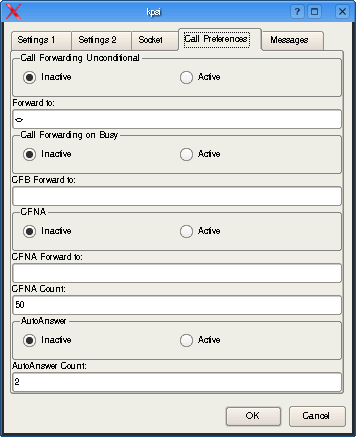 kpsi
Settings 1 Settings 2 Socket Call Preferences Messages
Call Forwarding Unconditional
Inactive Active
Forward to:
<>
Call Forwarding on Busy
Inactive Active
CFB Forward to:
CFNA
Inactive Active
CFNA Forward to:
CFNA Count:
50
AutoAnswer
Inactive Active
AutoAnswer Count:
2
OK Cancel